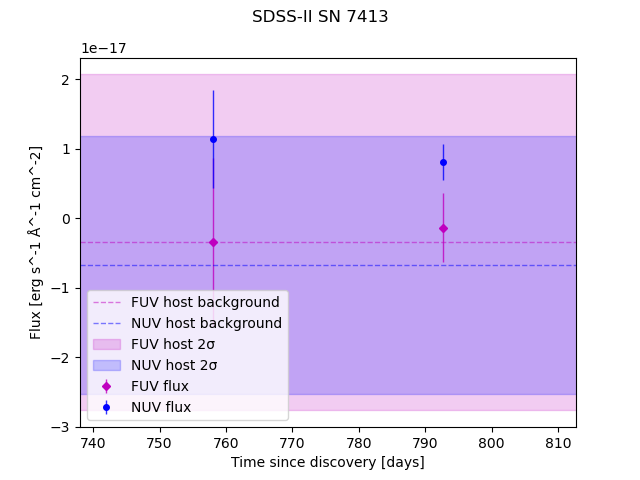 SDSS-II SN 7413
1e−17
2
1
0
−1
−2
−3
Flux [erg s^-1 Å^-1 cm^-2]
FUV host background
NUV host background
FUV host 2σ
NUV host 2σ
FUV flux
NUV flux
740 750 760 770 780 790 800 810
Time since discovery [days]